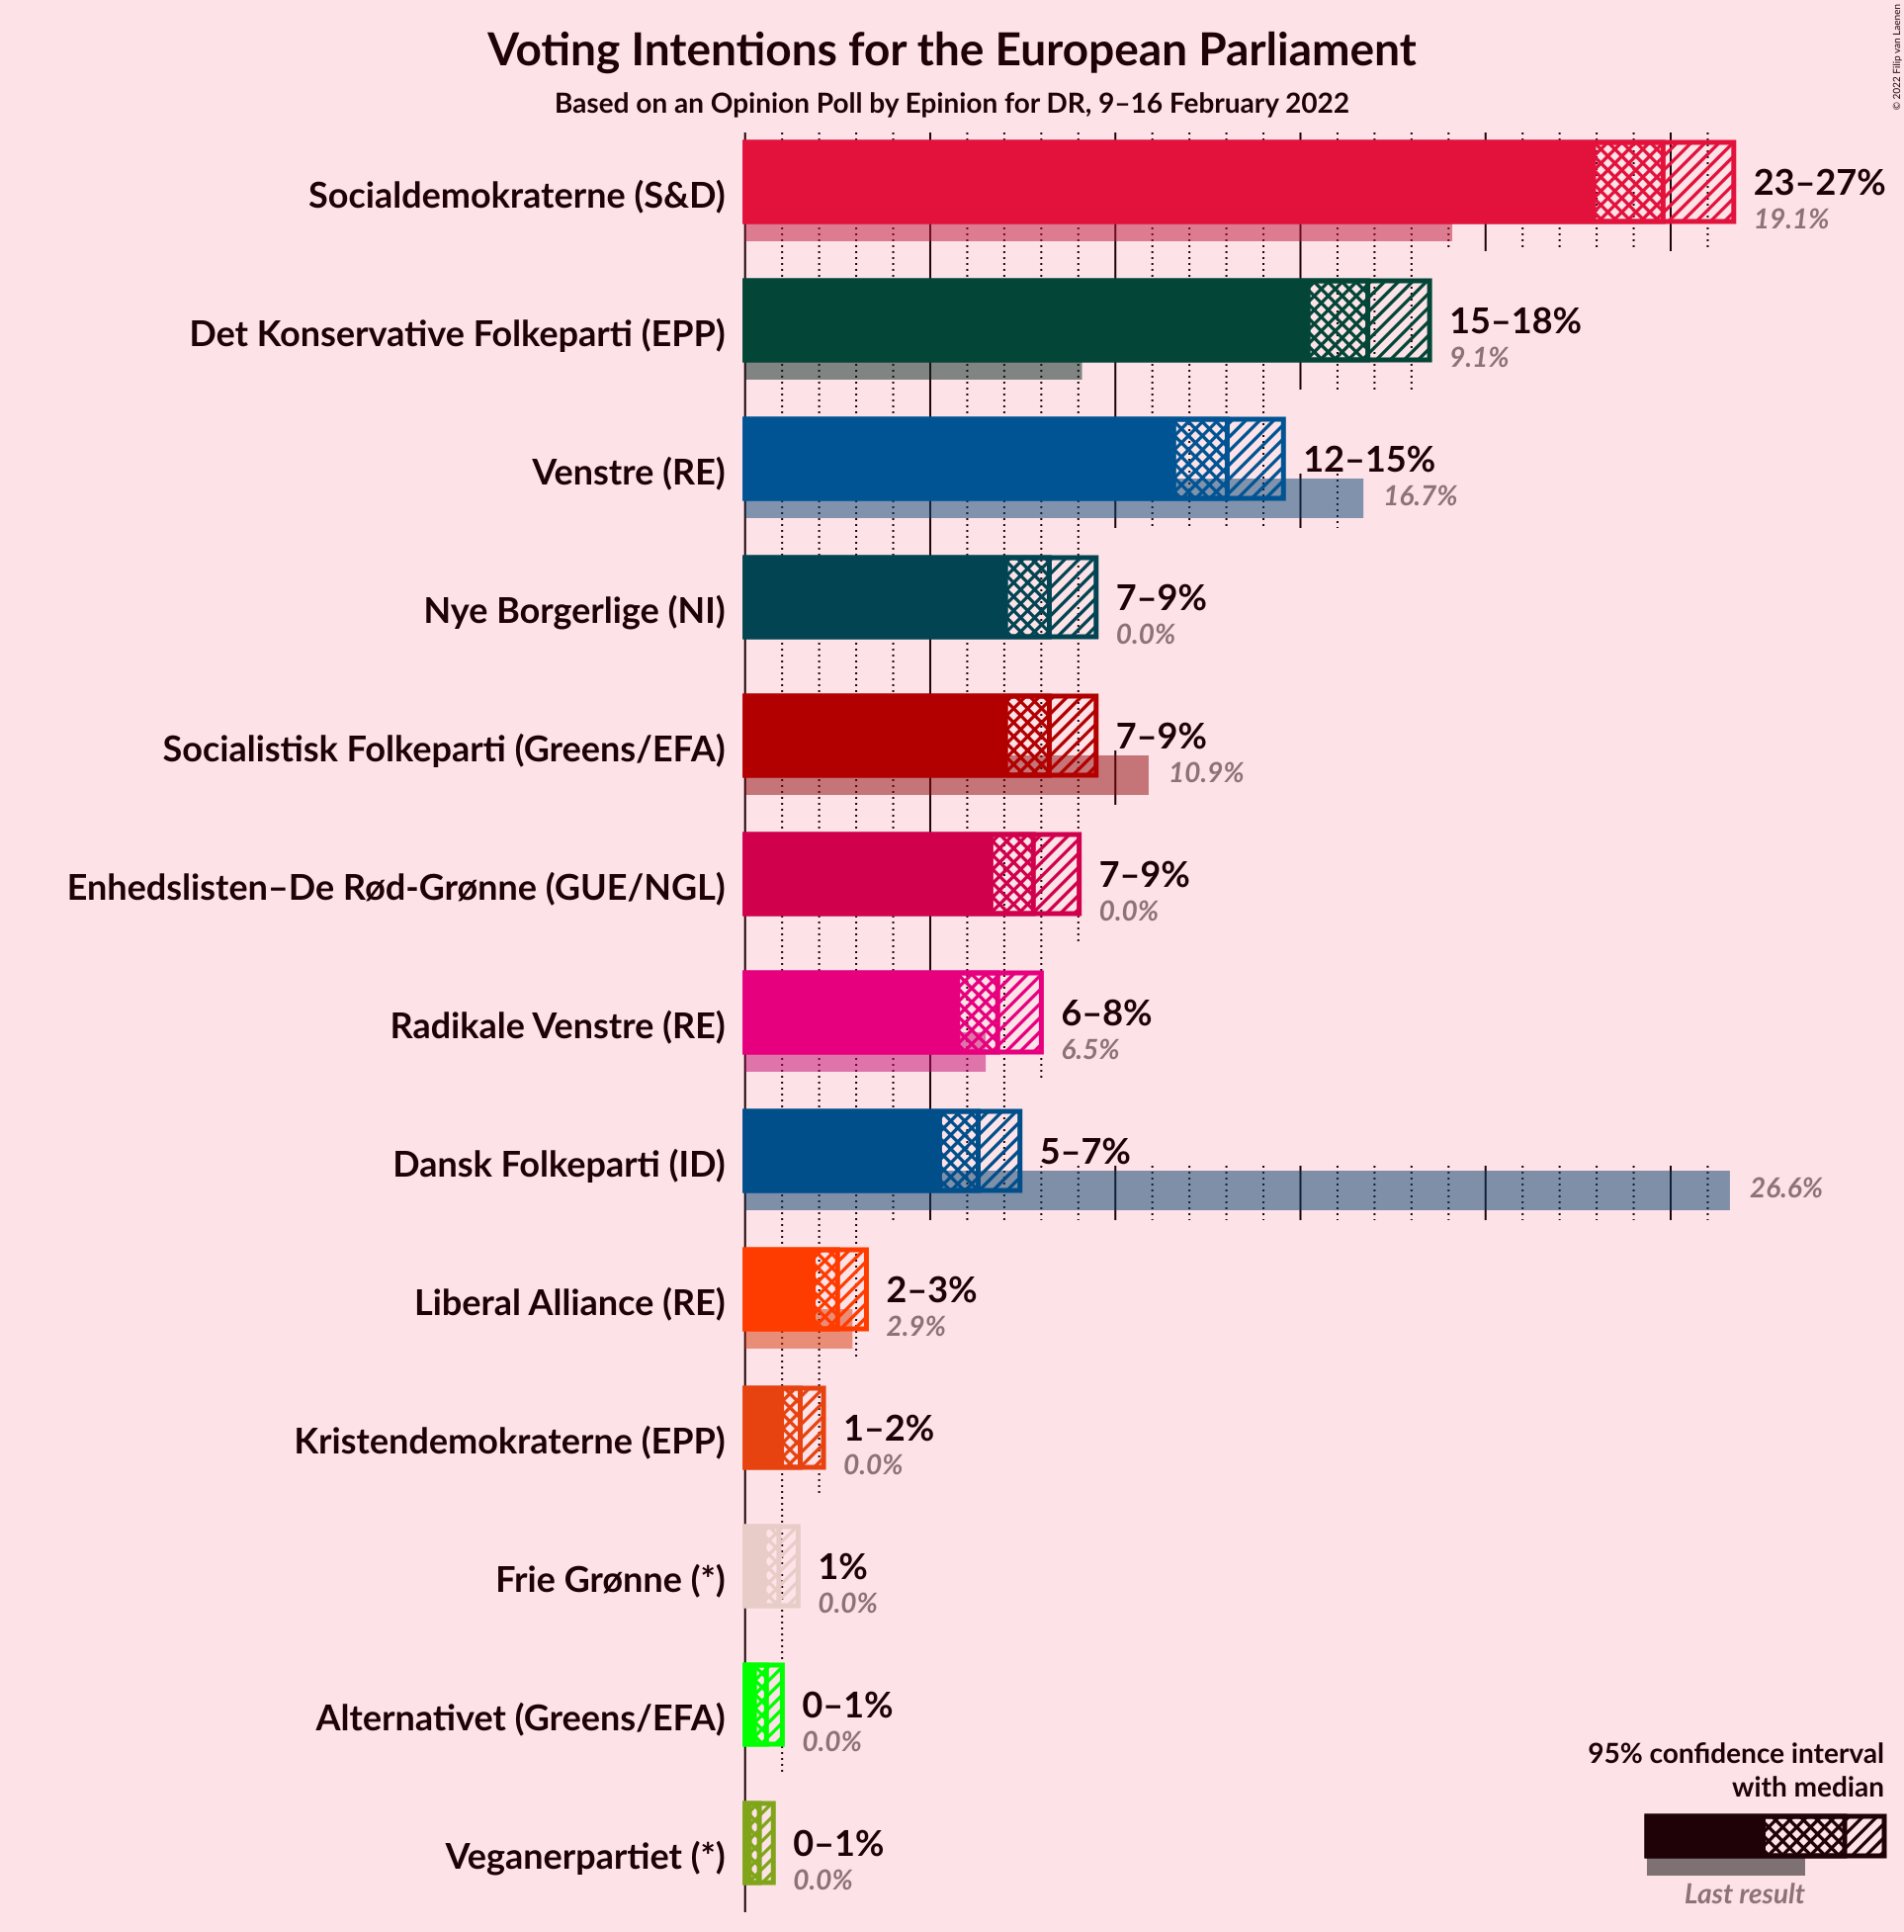 Voting Intentions for the European Parliament
Based on an Opinion Poll by Epinion for DR, 9–16 February 2022
© 2022 Filip van Laenen
Socialdemokraterne (S&D)
23–27%
19.1%
Det Konservative Folkeparti (EPP)
15–18%
9.1%
Venstre (RE)
12–15%
16.7%
Nye Borgerlige (NI)
7–9%
0.0%
Socialistisk Folkeparti (Greens/EFA)
7–9%
10.9%
Enhedslisten–De Rød-Grønne (GUE/NGL)
7–9%
0.0%
Radikale Venstre (RE)
6–8%
6.5%
Dansk Folkeparti (ID)
5–7%
26.6%
Liberal Alliance (RE)
2–3%
2.9%
Kristendemokraterne (EPP)
1–2%
0.0%
Frie Grønne (*)
1%
0.0%
Alternativet (Greens/EFA)
0–1%
0.0%
Veganerpartiet (*)
0–1%
0.0%
95% confidence interval
with median
Last result